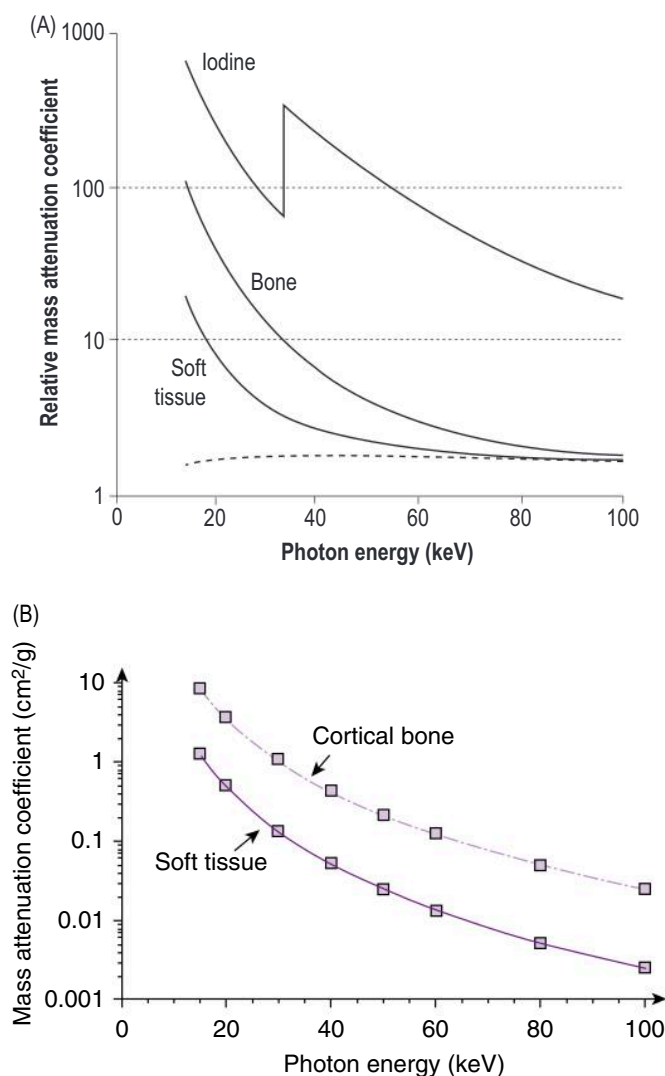 (A)
1000
Iodine
100
Bone
10
Soft
tissue
1
0
20
40
60
80
100
Relative mass attenuation coefficient
Photon energy (keV)
(B)
10
Cortical bone
1
0.1
Soft tissue
0.01
0.001
0
20
40
60
80
100
Mass attenuation coefficient (cm²/g)
Photon energy (keV)